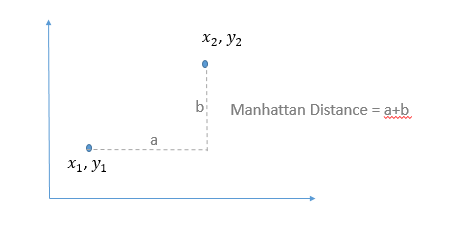 x₂, y₂
b
Manhattan Distance = a+b
a
x₁, y₁